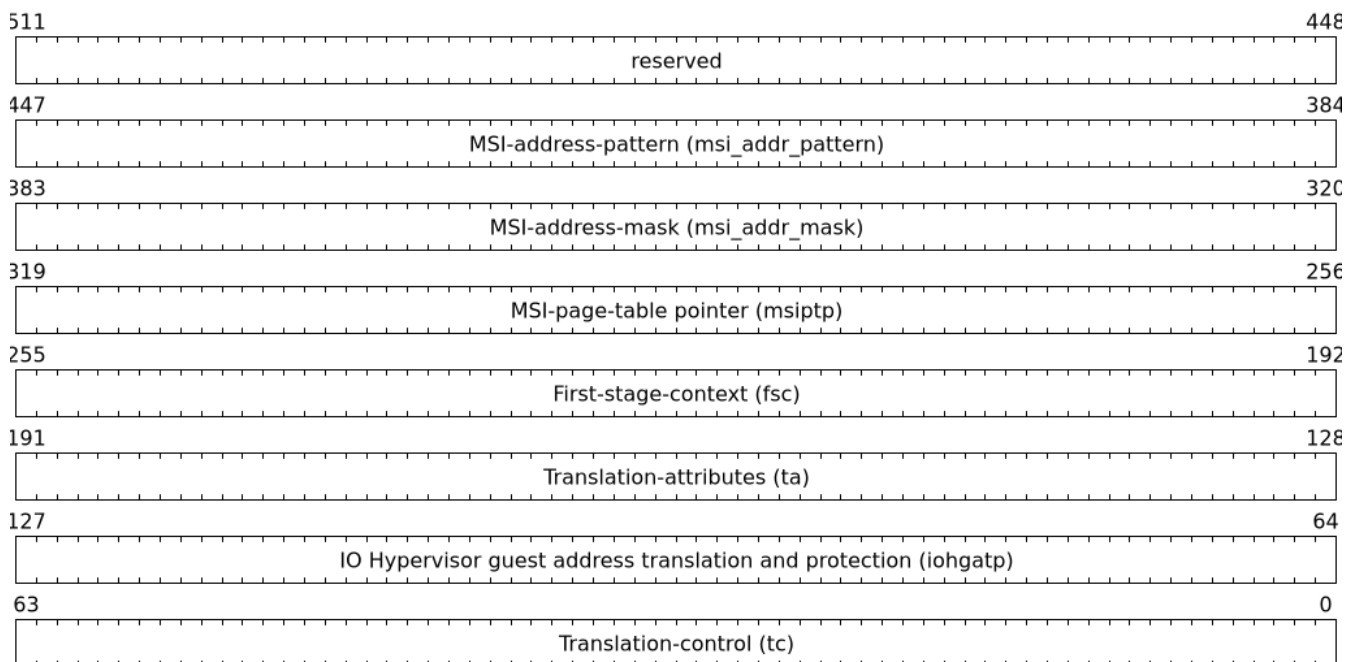 511 448
reserved
447 384
MSI-address-pattern (msi_addr_pattern)
383 320
MSI-address-mask (msi_addr_mask)
319 256
MSI-page-table pointer (msiptp)
255 192
First-stage-context (fsc)
191 128
Translation-attributes (ta)
127 64
IO Hypervisor guest address translation and protection (iohgatp)
63 0
Translation-control (tc)